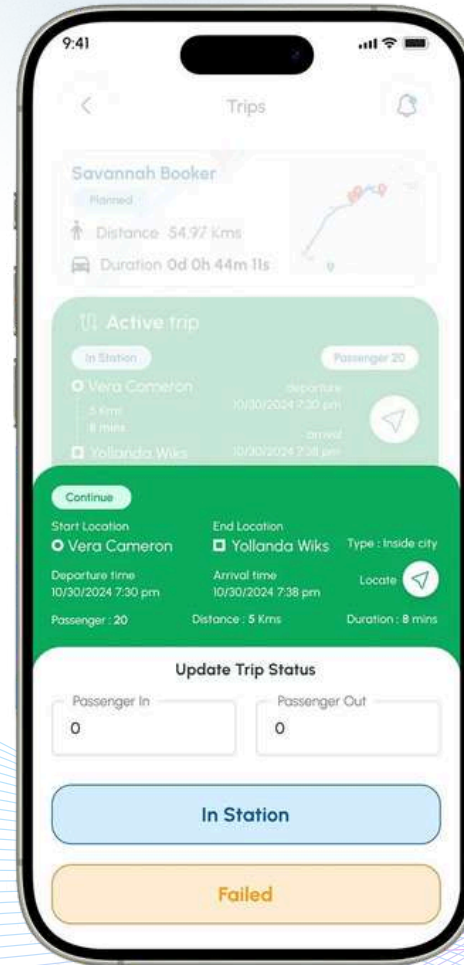 9:41
Trips
Savannah Booker
Planned
Distance 54.97 Kms
Duration 0d 0h 44m 11s
Active trip
In Station
Passenger 20
Vera Cameron
departure
10/30/2024 7:30 pm
5 Kms
8 mins
arrival
Yollanda Wiks
10/30/2024 7:38 pm
Continue
Start Location
End Location
Vera Cameron
Yollanda Wiks
Type : Inside city
Departure time
Arrival time
Locate
10/30/2024 7:30 pm
10/30/2024 7:38 pm
Passenger : 20
Distance : 5 Kms
Duration : 8 mins
Update Trip Status
Passenger In
Passenger Out
0
0
In Station
Failed